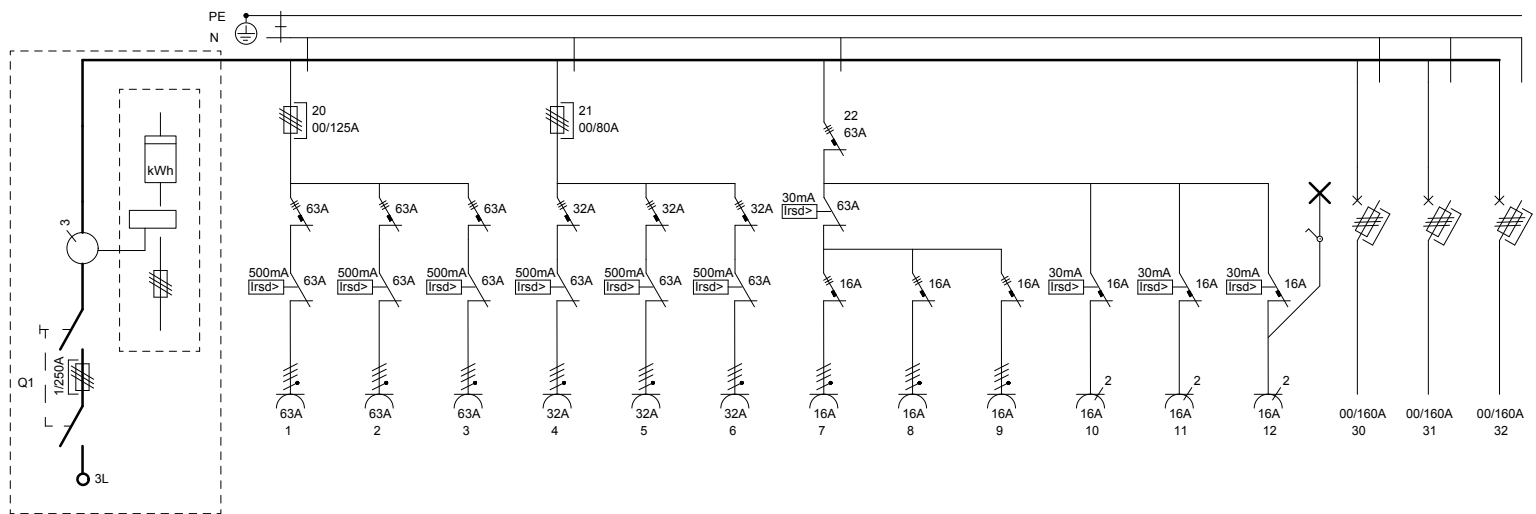 PE
N
20
00/125A
21
00/80A
22
63A
kWh
3
63A 63A 63A 32A 32A 32A 30mA 63A
Irsd>
500mA 500mA 500mA 500mA 500mA 500mA 30mA 30mA 30mA
Irsd> 63A Irsd> 63A Irsd> 63A Irsd> 63A Irsd> 63A Irsd> 63A 16A 16A 16A Irsd> 16A Irsd> 16A Irsd> 16A
Q1
1/250A
2 2 2
63A 63A 63A 32A 32A 32A 16A 16A 16A 16A 16A 16A 00/160A 00/160A 00/160A
1 2 3 4 5 6 7 8 9 10 11 12 30 31 32
3L